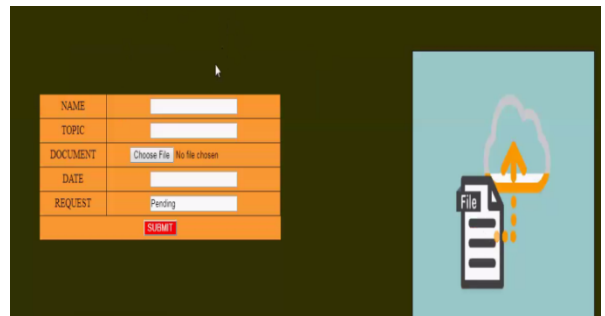 NAME
TOPIC
DOCUMENT Choose File No file chosen
DATE
REQUEST Pending
SUBMIT
File